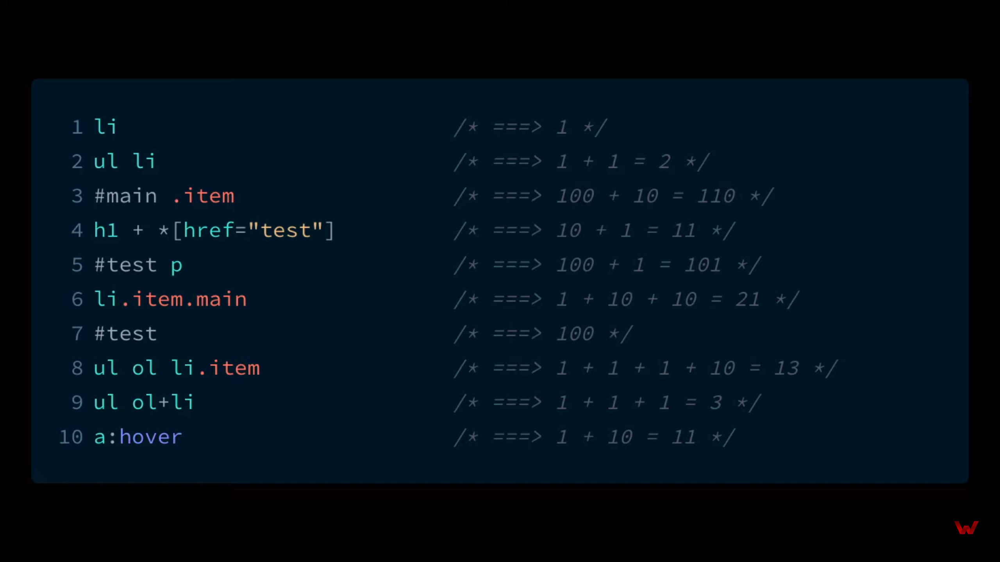 1 li /* ===> 1 */
2 ul li /* ===> 1 + 1 = 2 */
3 #main .item /* ===> 100 + 10 = 110 */
4 h1 + *[href="test"] /* ===> 10 + 1 = 11 */
5 #test p /* ===> 100 + 1 = 101 */
6 li.item.main /* ===> 1 + 10 + 10 = 21 */
7 #test /* ===> 100 */
8 ul ol li.item /* ===> 1 + 1 + 1 + 10 = 13 */
9 ul ol+li /* ===> 1 + 1 + 1 = 3 */
10 a:hover /* ===> 1 + 10 = 11 */
W